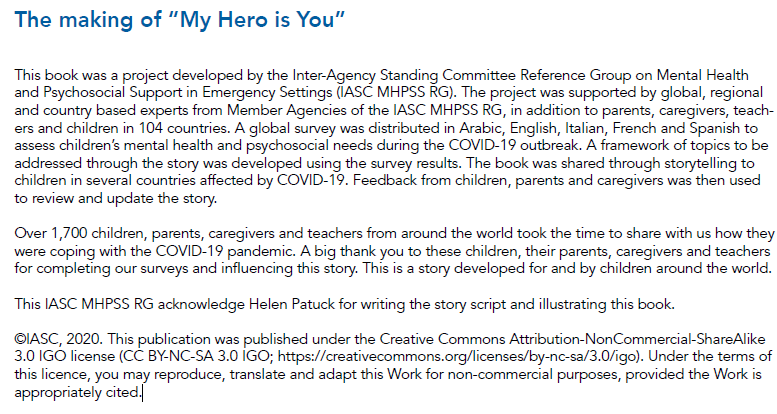 The making of “My Hero is You”
This book was a project developed by the Inter-Agency Standing Committee Reference Group on Mental Health
and Psychosocial Support in Emergency Settings (IASC MHPSS RG). The project was supported by global, regional
and country based experts from Member Agencies of the IASC MHPSS RG, in addition to parents, caregivers, teach-
ers and children in 104 countries. A global survey was distributed in Arabic, English, Italian, French and Spanish to
assess children’s mental health and psychosocial needs during the COVID-19 outbreak. A framework of topics to be
addressed through the story was developed using the survey results. The book was shared through storytelling to
children in several countries affected by COVID-19. Feedback from children, parents and caregivers was then used
to review and update the story.
Over 1,700 children, parents, caregivers and teachers from around the world took the time to share with us how they
were coping with the COVID-19 pandemic. A big thank you to these children, their parents, caregivers and teachers
for completing our surveys and influencing this story. This is a story developed for and by children around the world.
This IASC MHPSS RG acknowledge Helen Patuck for writing the story script and illustrating this book.
©IASC, 2020. This publication was published under the Creative Commons Attribution-NonCommercial-ShareAlike
3.0 IGO license (CC BY-NC-SA 3.0 IGO; https://creativecommons.org/licenses/by-nc-sa/3.0/igo). Under the terms of
this licence, you may reproduce, translate and adapt this Work for non-commercial purposes, provided the Work is
appropriately cited.